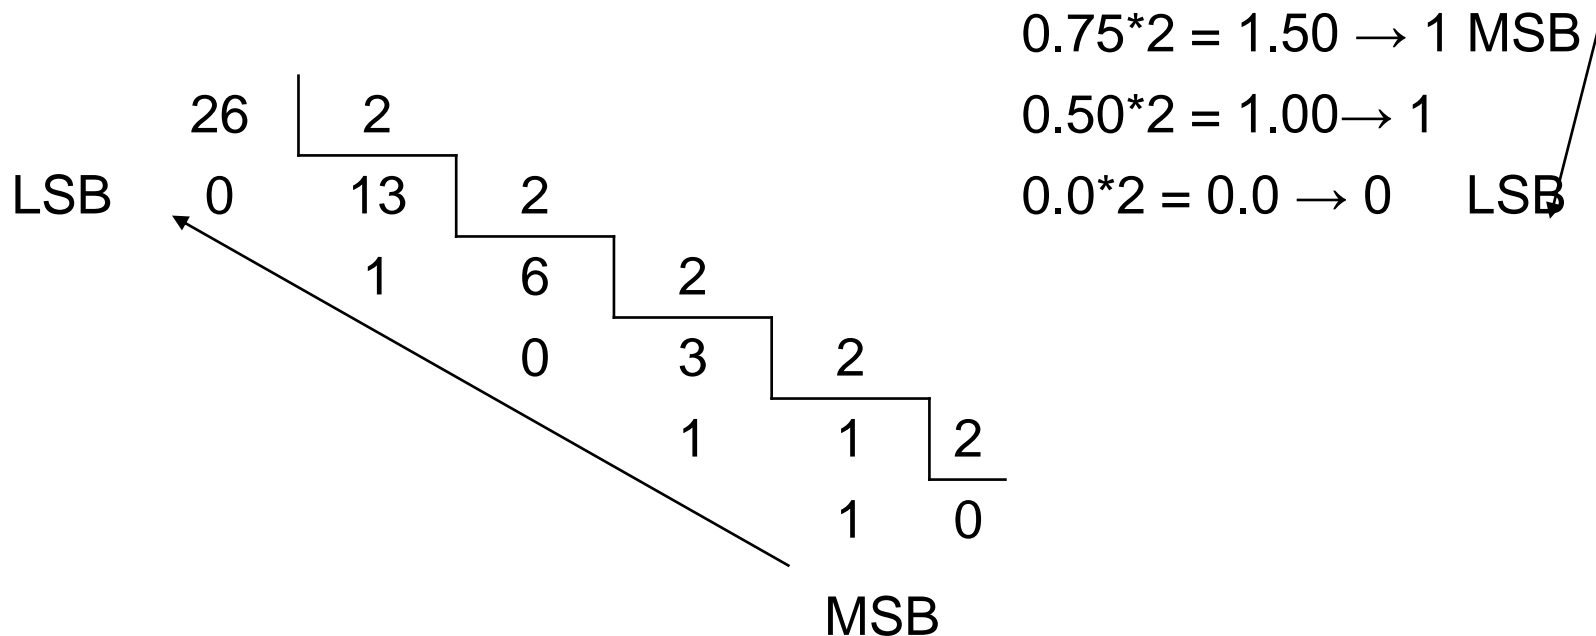 0.75*2 = 1.50 → 1 MSB
26 2
0.50*2 = 1.00→ 1
LSB 0 13 2
0.0*2 = 0.0 → 0 LSB
1 6 2
0 3 2
1 1 2
1 0
MSB